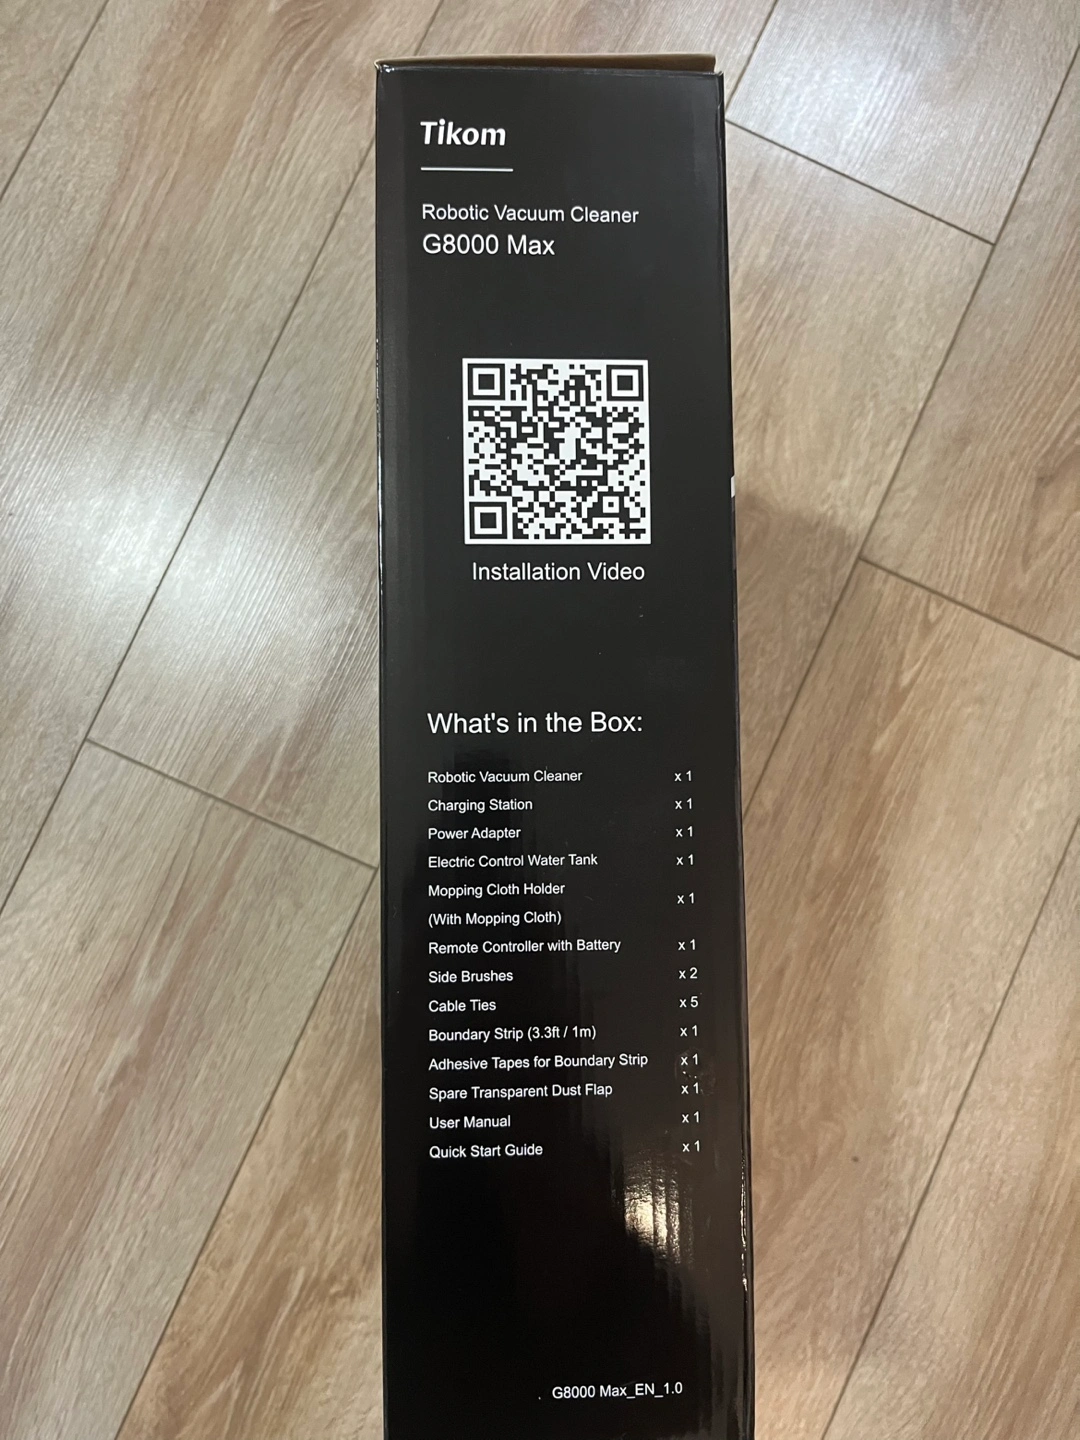 Tikom
Robotic Vacuum Cleaner
G8000 Max
Installation Video
What's in the Box:
Robotic Vacuum Cleaner x 1
Charging Station x 1
Power Adapter x 1
Electric Control Water Tank x 1
Mopping Cloth Holder
(With Mopping Cloth) x 1
Remote Controller with Battery x 1
Side Brushes x 2
Cable Ties x 5
Boundary Strip (3.3ft / 1m) x 1
Adhesive Tapes for Boundary Strip x 1
Spare Transparent Dust Flap x 1
User Manual x 1
Quick Start Guide x 1
G8000 Max_EN_1.0